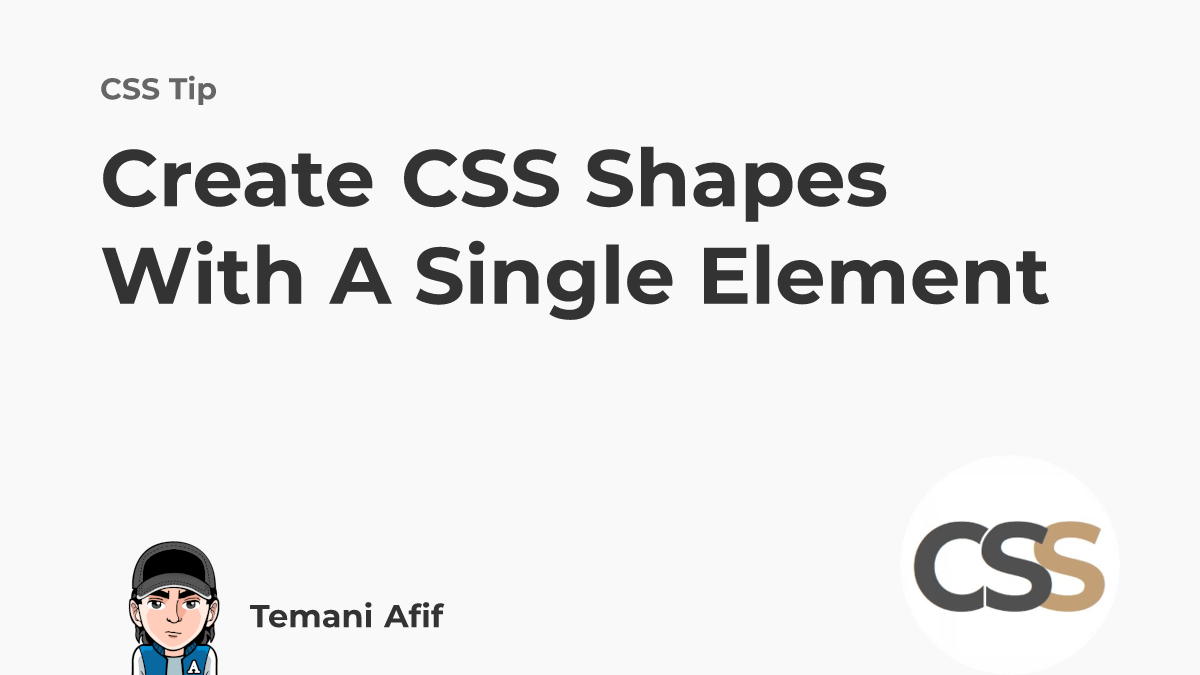 CSS Tip
Create CSS Shapes
With A Single Element
A
Temani Afif
CSS